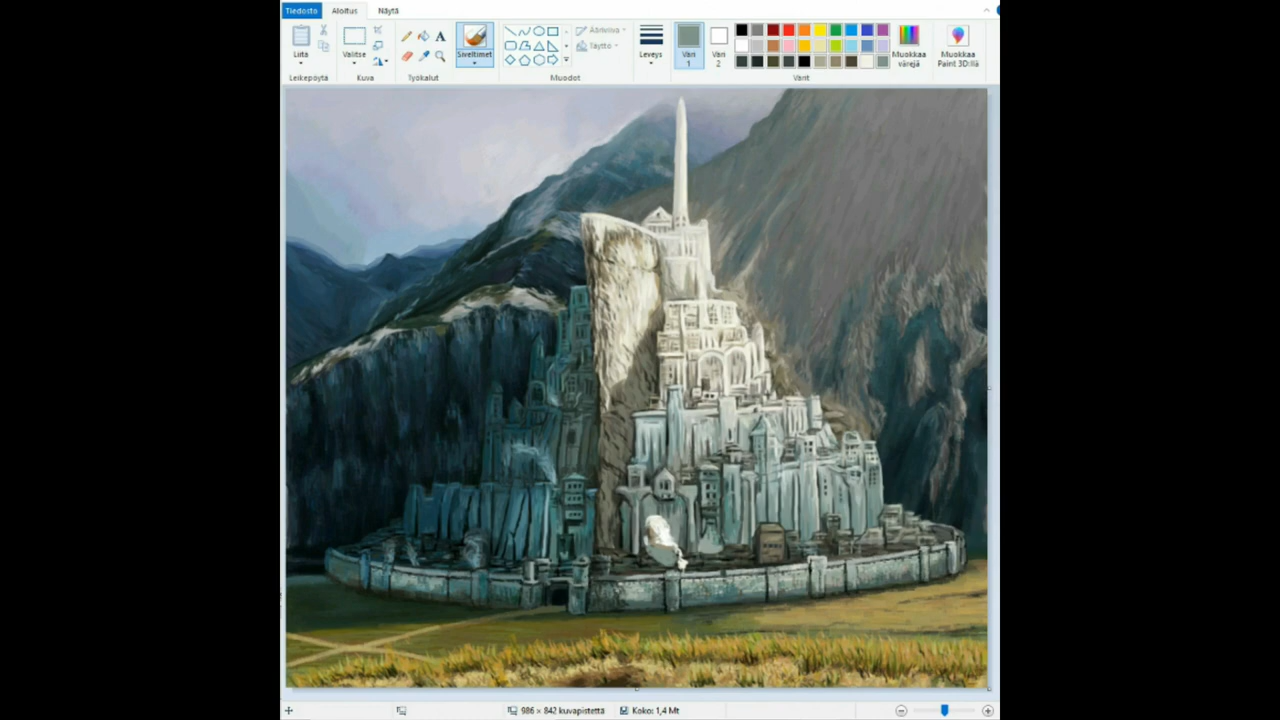 Tiedosto Aloitus Näytä
Liitä Valitse A Siveltimet Ääriviiva Täyttö Leveys Väri 1 Väri 2 Muokkaa värejä Muokkaa Paint 3D:llä
Leikepöytä Kuva Työkalut Muodot Värit
986 × 842 kuvapistettä Koko: 1,4 Mt